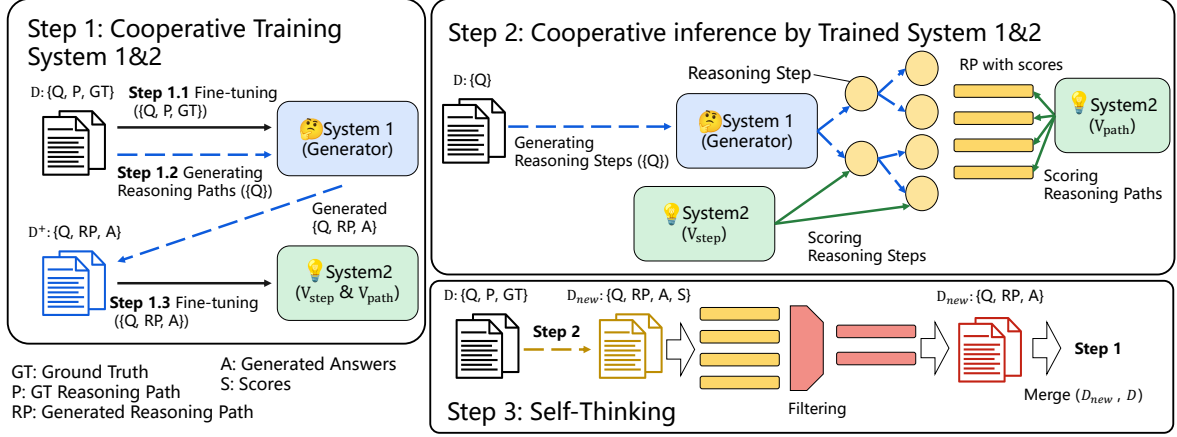 Step 1: Cooperative Training
System 1&2
D: {Q, P, GT}
Step 1.1 Fine-tuning
({Q, P, GT})
🤔System 1
(Generator)
Step 1.2 Generating
Reasoning Paths ({Q})
Generated
{Q, RP, A}
D⁺: {Q, RP, A}
💡System2
(V_step & V_path)
Step 1.3 Fine-tuning
({Q, RP, A})
GT: Ground Truth
P: GT Reasoning Path
RP: Generated Reasoning Path
A: Generated Answers
S: Scores
Step 2: Cooperative inference by Trained System 1&2
D: {Q}
Reasoning Step
RP with scores
🤔System 1
(Generator)
Generating
Reasoning Steps ({Q})
💡System2
(V_path)
Scoring
Reasoning Paths
💡System2
(V_step)
Scoring
Reasoning Steps
D: {Q, P, GT}
D_new: {Q, RP, A, S}
D_new: {Q, RP, A}
Step 2
Step 1
Filtering
Merge (D_new , D)
Step 3: Self-Thinking